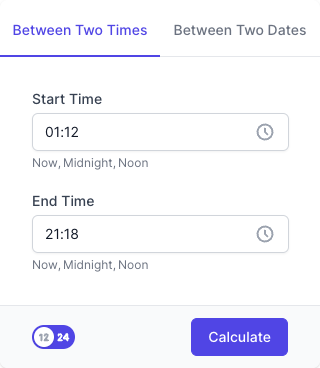 Between Two Times Between Two Dates
Start Time
01:12
Now, Midnight, Noon
End Time
21:18
Now, Midnight, Noon
12 24 Calculate